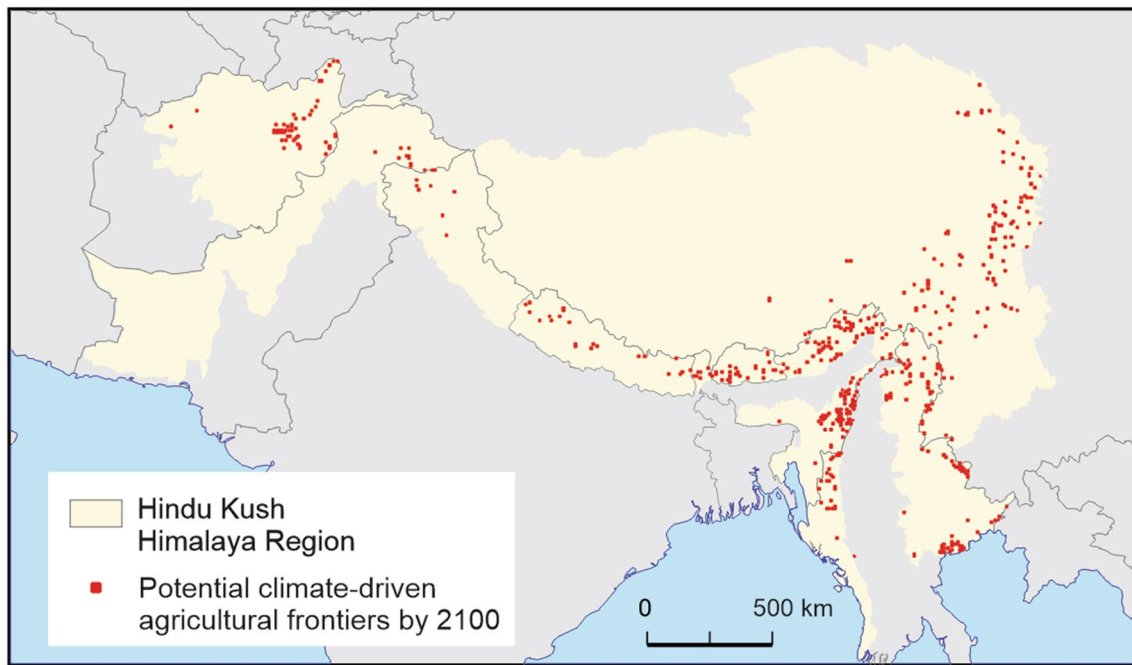 Hindu Kush
Himalaya Region
Potential climate-driven
agricultural frontiers by 2100
0 500 km